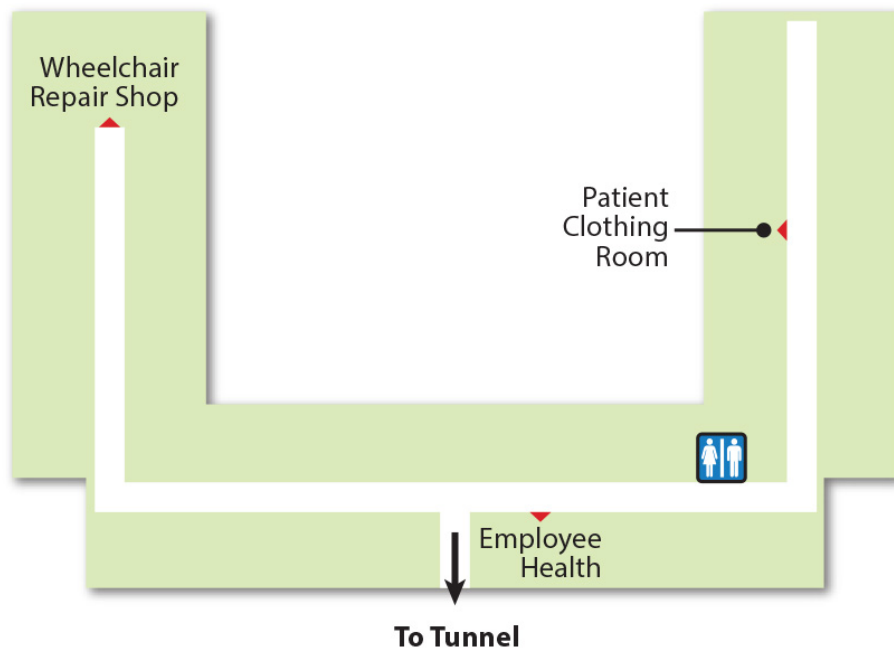 Wheelchair
Repair Shop
Patient
Clothing
Room
Employee
Health
To Tunnel